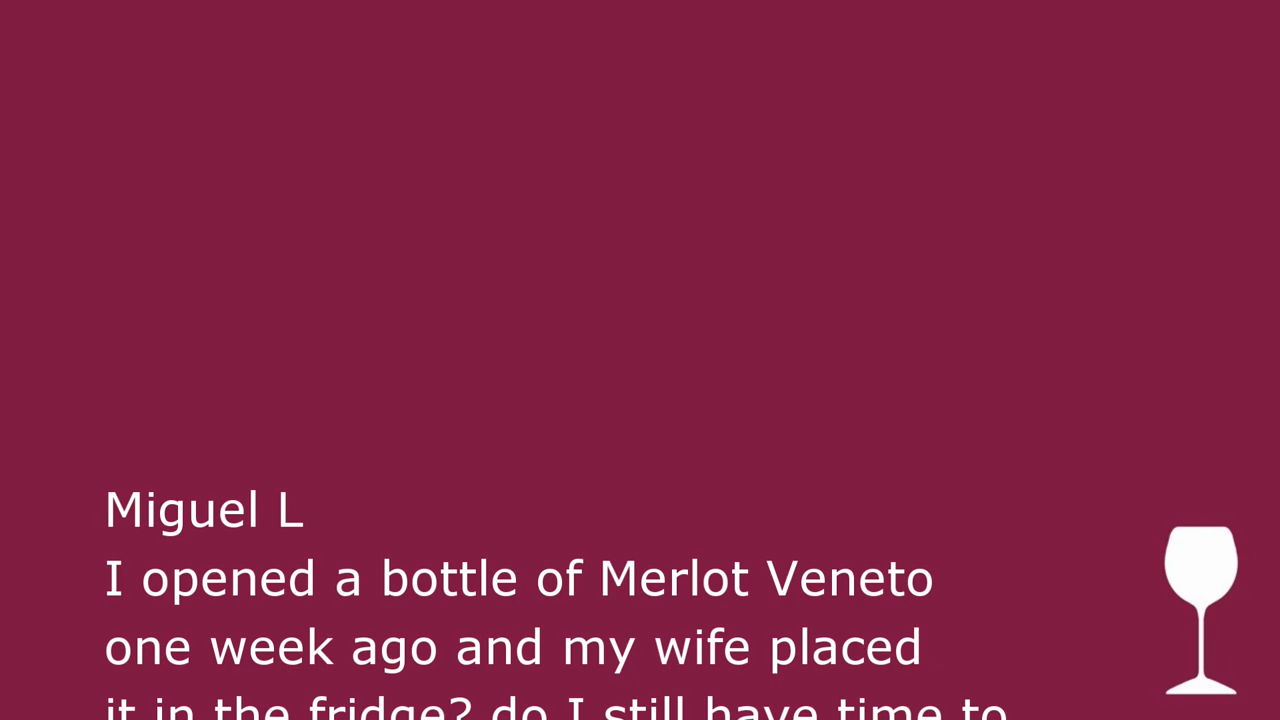 Miguel L
I opened a bottle of Merlot Veneto
one week ago and my wife placed
it in the fridge? do I still have time to